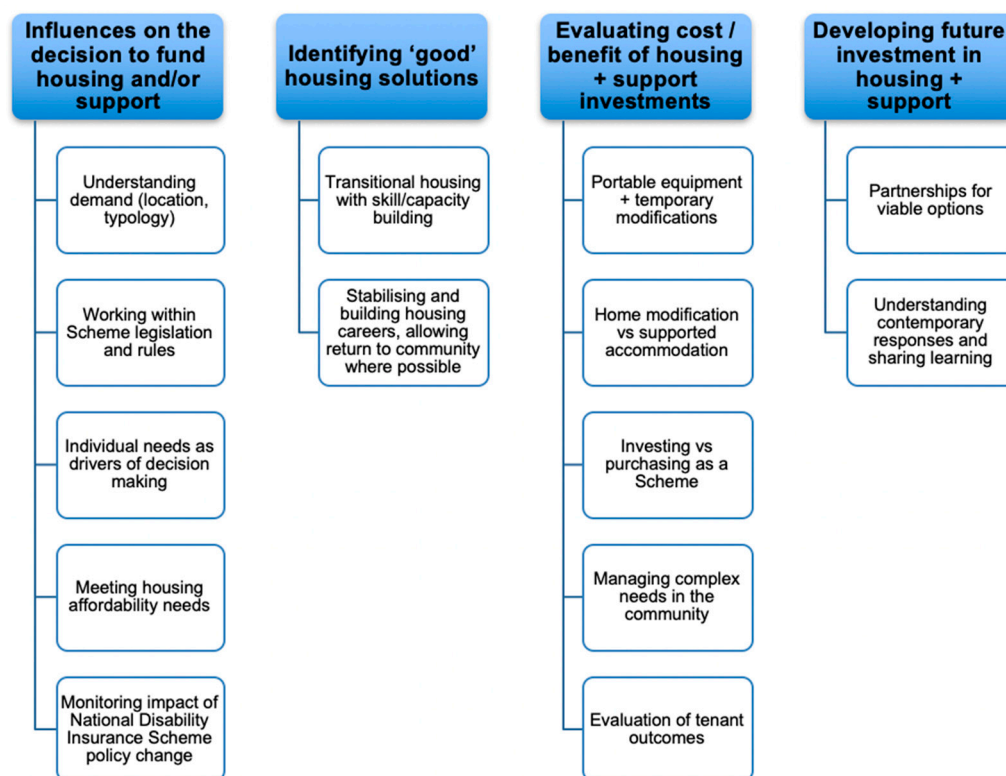 Influences on the
decision to fund
housing and/or
support
Understanding
demand (location,
typology)
Working within
Scheme legislation
and rules
Individual needs as
drivers of decision
making
Meeting housing
affordability needs
Monitoring impact of
National Disability
Insurance Scheme
policy change
Identifying ‘good’
housing solutions
Transitional housing
with skill/capacity
building
Stabilising and
building housing
careers, allowing
return to community
where possible
Evaluating cost /
benefit of housing
+ support
investments
Portable equipment
+ temporary
modifications
Home modification
vs supported
accommodation
Investing vs
purchasing as a
Scheme
Managing complex
needs in the
community
Evaluation of tenant
outcomes
Developing future
investment in
housing +
support
Partnerships for
viable options
Understanding
contemporary
responses and
sharing learning